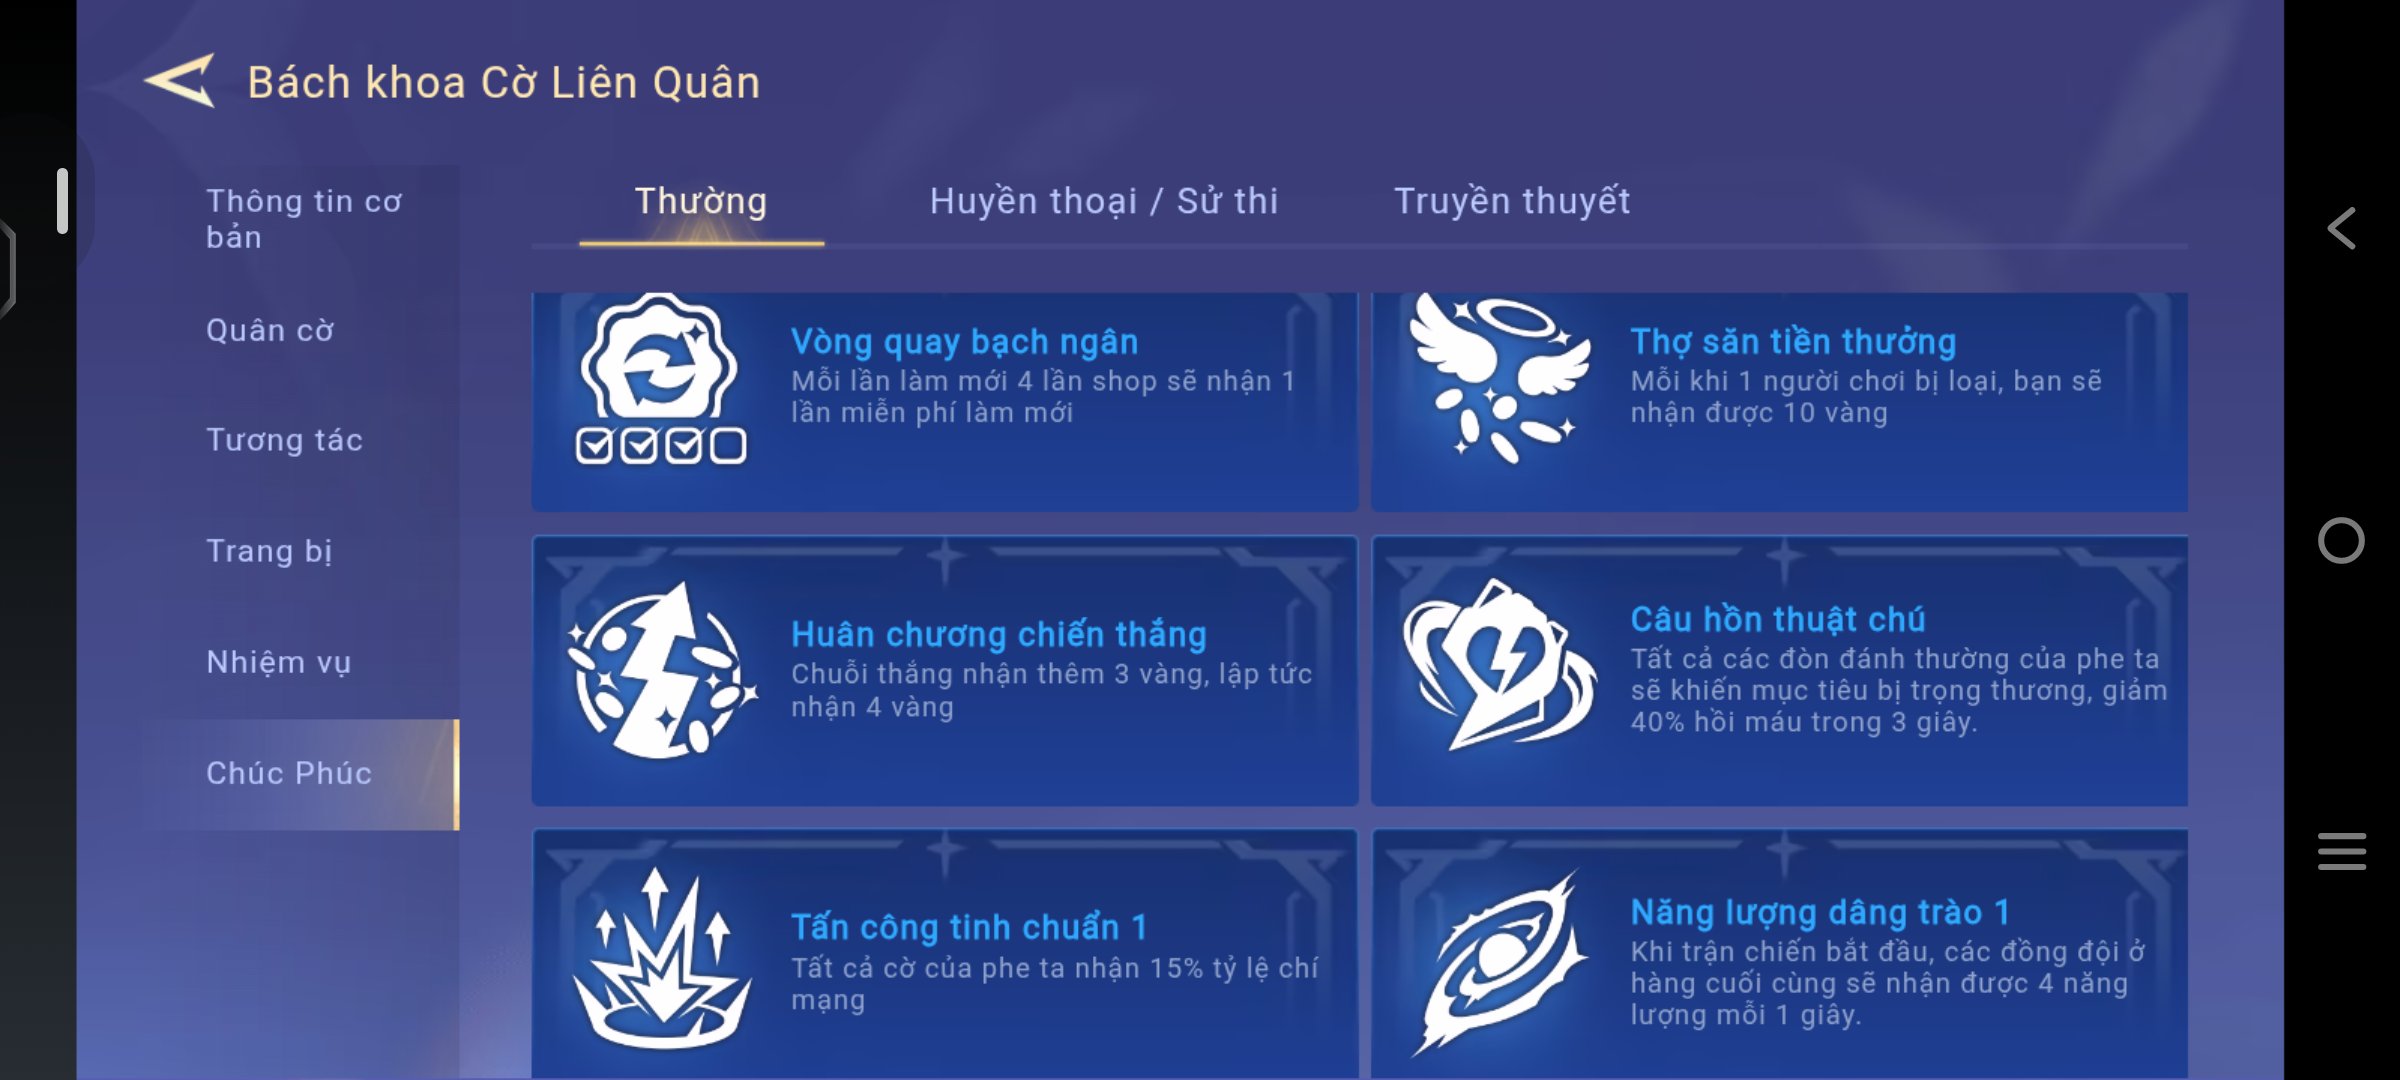 Bách khoa Cờ Liên Quân
Thông tin cơ
bản
Quân cờ
Tương tác
Trang bị
Nhiệm vụ
Chúc Phúc
Thường
Huyền thoại / Sử thi
Truyền thuyết
Vòng quay bạch ngân
Mỗi lần làm mới 4 lần shop sẽ nhận 1
lần miễn phí làm mới
Thợ săn tiền thưởng
Mỗi khi 1 người chơi bị loại, bạn sẽ
nhận được 10 vàng
Huân chương chiến thắng
Chuỗi thắng nhận thêm 3 vàng, lập tức
nhận 4 vàng
Câu hồn thuật chú
Tất cả các đòn đánh thường của phe ta
sẽ khiến mục tiêu bị trọng thương, giảm
40% hồi máu trong 3 giây.
Tấn công tinh chuẩn 1
Tất cả cờ của phe ta nhận 15% tỷ lệ chí
mạng
Năng lượng dâng trào 1
Khi trận chiến bắt đầu, các đồng đội ở
hàng cuối cùng sẽ nhận được 4 năng
lượng mỗi 1 giây.